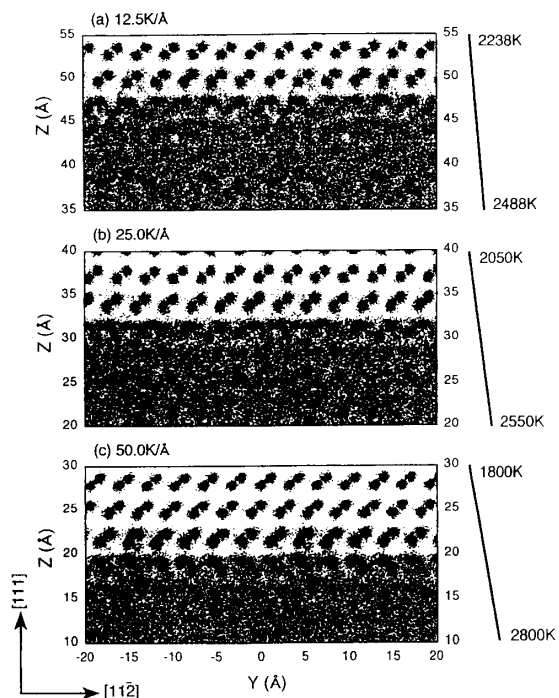 (a) 12.5K/Å
55 55 2238K
50 50
45 45
40 40
35 35 2488K
Z (Å)
(b) 25.0K/Å
40 40 2050K
35 35
30 30
25 25
20 20 2550K
Z (Å)
(c) 50.0K/Å
30 30 1800K
25 25
20 20
15 15
10 10 2800K
Z (Å)
-20 -15 -10 -5 0 5 10 15 20
Y (Å)
[111]
[112̄]